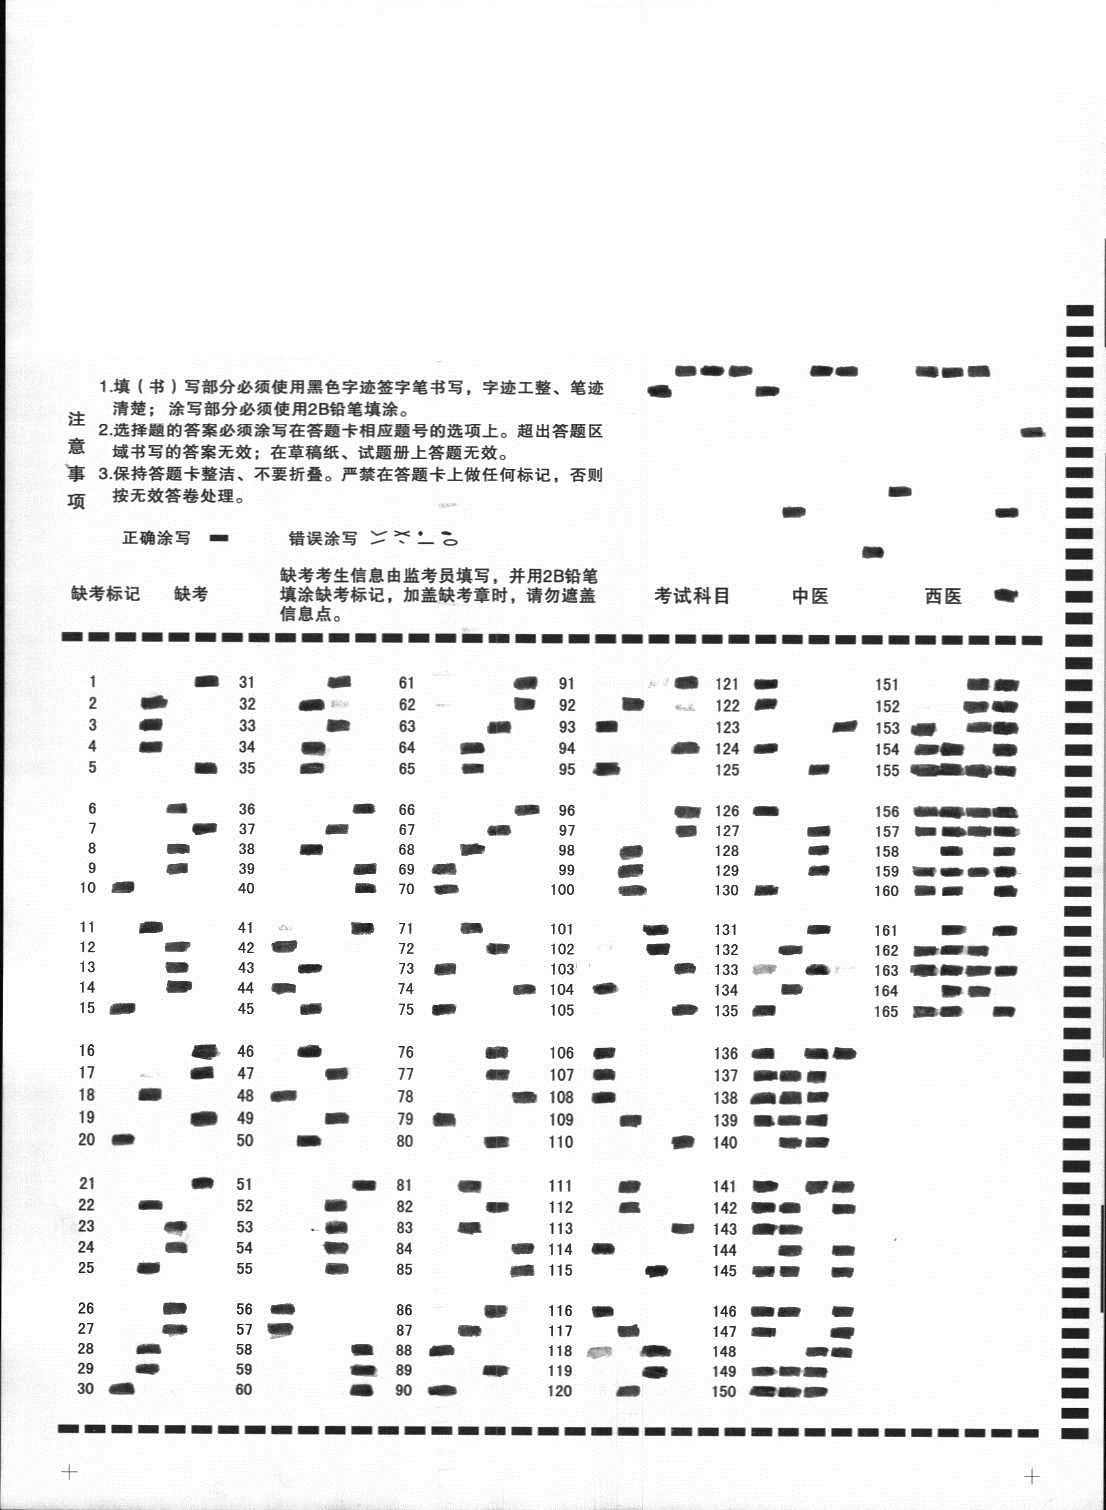 注意事项
1.填（书）写部分必须使用黑色字迹签字笔书写，字迹工整、笔迹
清楧； 涂写部分必须使用2B铅笔填涂。
2.选择题的答案必须涂写在答题卡相应题号的选项上。超出答题区
域书写的答案无效；在草稿纸、试题册上答题无效。
3.保持答题卡整洁、不要折叠。严禁在答题卡上做任何标记，否则
按无效答卷处理。
正确涂写 错误涂写
缺考标记 缺考
缺考考生信息由监考员填写，并用2B铅笔
填涂缺考标记，加盖缺考章时，请勿遮盖
信息点。
考试科目 中医 西医
1 31 61 91 121 151
2 32 62 92 122 152
3 33 63 93 123 153
4 34 64 94 124 154
5 35 65 95 125 155
6 36 66 96 126 156
7 37 67 97 127 157
8 38 68 98 128 158
9 39 69 99 129 159
10 40 70 100 130 160
11 41 71 101 131 161
12 42 72 102 132 162
13 43 73 103 133 163
14 44 74 104 134 164
15 45 75 105 135 165
16 46 76 106 136
17 47 77 107 137
18 48 78 108 138
19 49 79 109 139
20 50 80 110 140
21 51 81 111 141
22 52 82 112 142
23 53 83 113 143
24 54 84 114 144
25 55 85 115 145
26 56 86 116 146
27 57 87 117 147
28 58 88 118 148
29 59 89 119 149
30 60 90 120 150